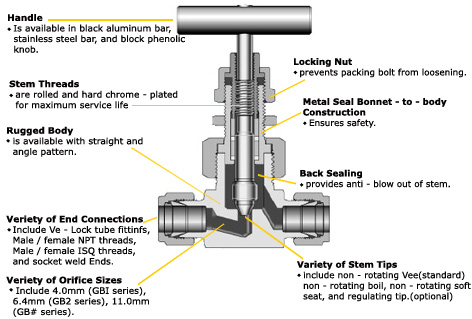 Handle
• Is available in black aluminum bar,
stainless steel bar, and block phenolic
knob.
Stem Threads
• are rolled and hard chrome - plated
for maximum service life
Rugged Body
• is available with straight and
angle pattern.
Variety of End Connections
• Include Ve - Lock tube fittinfs,
Male / female NPT threads,
Male / female ISQ threads,
and socket weld Ends.
Variety of Orifice Sizes
• Include 4.0mm (GBI series),
6.4mm (GB2 series), 11.0mm
(GB# series).
Locking Nut
• prevents packing bolt from loosening.
Metal Seal Bonnet - to - body
Construction
• Ensures safety.
Back Sealing
• provides anti - blow out of stem.
Variety of Stem Tips
• include non - rotating Vee(standard)
non - rotating boil, non - rotating soft
seat, and regulating tip.(optional)